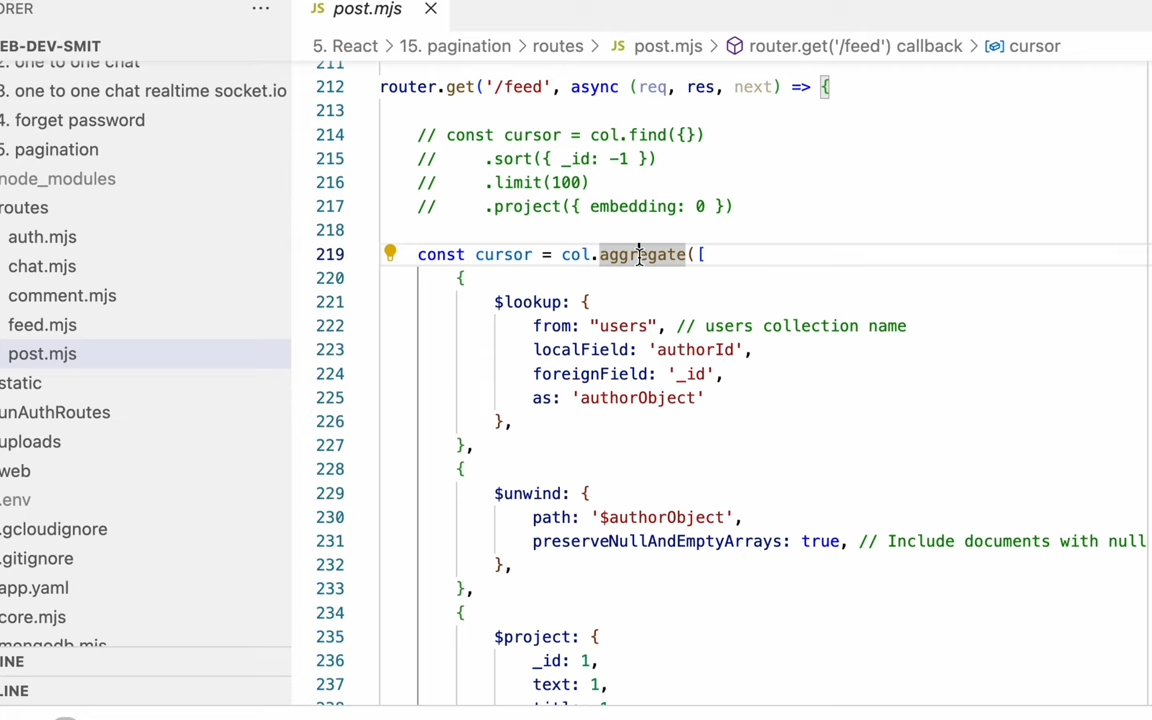 ORER
...
EB-DEV-SMIT
2. one to one chat
3. one to one chat realtime socket.io
4. forget password
5. pagination
node_modules
routes
auth.mjs
chat.mjs
comment.mjs
feed.mjs
post.mjs
static
unAuthRoutes
uploads
web
.env
.gcloudignore
.gitignore
app.yaml
core.mjs
mongodb.mjs
INE
LINE
JS post.mjs
5. React > 15. pagination > routes > JS post.mjs > router.get('/feed') callback > cursor
211
212 router.get('/feed', async (req, res, next) => {
213
214 // const cursor = col.find({})
215 //     .sort({ _id: -1 })
216 //     .limit(100)
217 //     .project({ embedding: 0 })
218
219 const cursor = col.aggregate([
220 {
221 $lookup: {
222 from: "users", // users collection name
223 localField: 'authorId',
224 foreignField: '_id',
225 as: 'authorObject'
226 },
227 },
228 {
229 $unwind: {
230 path: '$authorObject',
231 preserveNullAndEmptyArrays: true, // Include documents with null
232 },
233 },
234 {
235 $project: {
236 _id: 1,
237 text: 1,